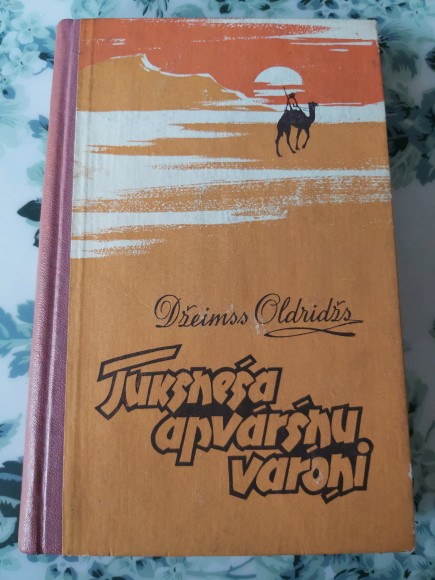 Džeimss Oldridžs
Tuksneša
apvāršņu
varoņi